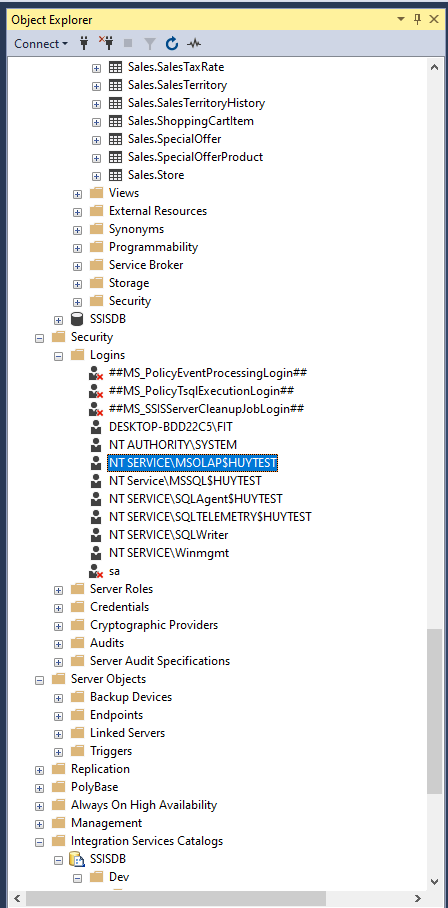 Object Explorer
Connect
Sales.SalesTaxRate
Sales.SalesTerritory
Sales.SalesTerritoryHistory
Sales.ShoppingCartItem
Sales.SpecialOffer
Sales.SpecialOfferProduct
Sales.Store
Views
External Resources
Synonyms
Programmability
Service Broker
Storage
Security
SSISDB
Security
Logins
##MS_PolicyEventProcessingLogin##
##MS_PolicyTsqlExecutionLogin##
##MS_SSISServerCleanupJobLogin##
DESKTOP-BDD22C5\FIT
NT AUTHORITY\SYSTEM
NT SERVICE\MSOLAP$HUYTEST
NT Service\MSSQL$HUYTEST
NT SERVICE\SQLAgent$HUYTEST
NT SERVICE\SQLTELEMETRY$HUYTEST
NT SERVICE\SQLWriter
NT SERVICE\Winmgmt
sa
Server Roles
Credentials
Cryptographic Providers
Audits
Server Audit Specifications
Server Objects
Backup Devices
Endpoints
Linked Servers
Triggers
Replication
PolyBase
Always On High Availability
Management
Integration Services Catalogs
SSISDB
Dev